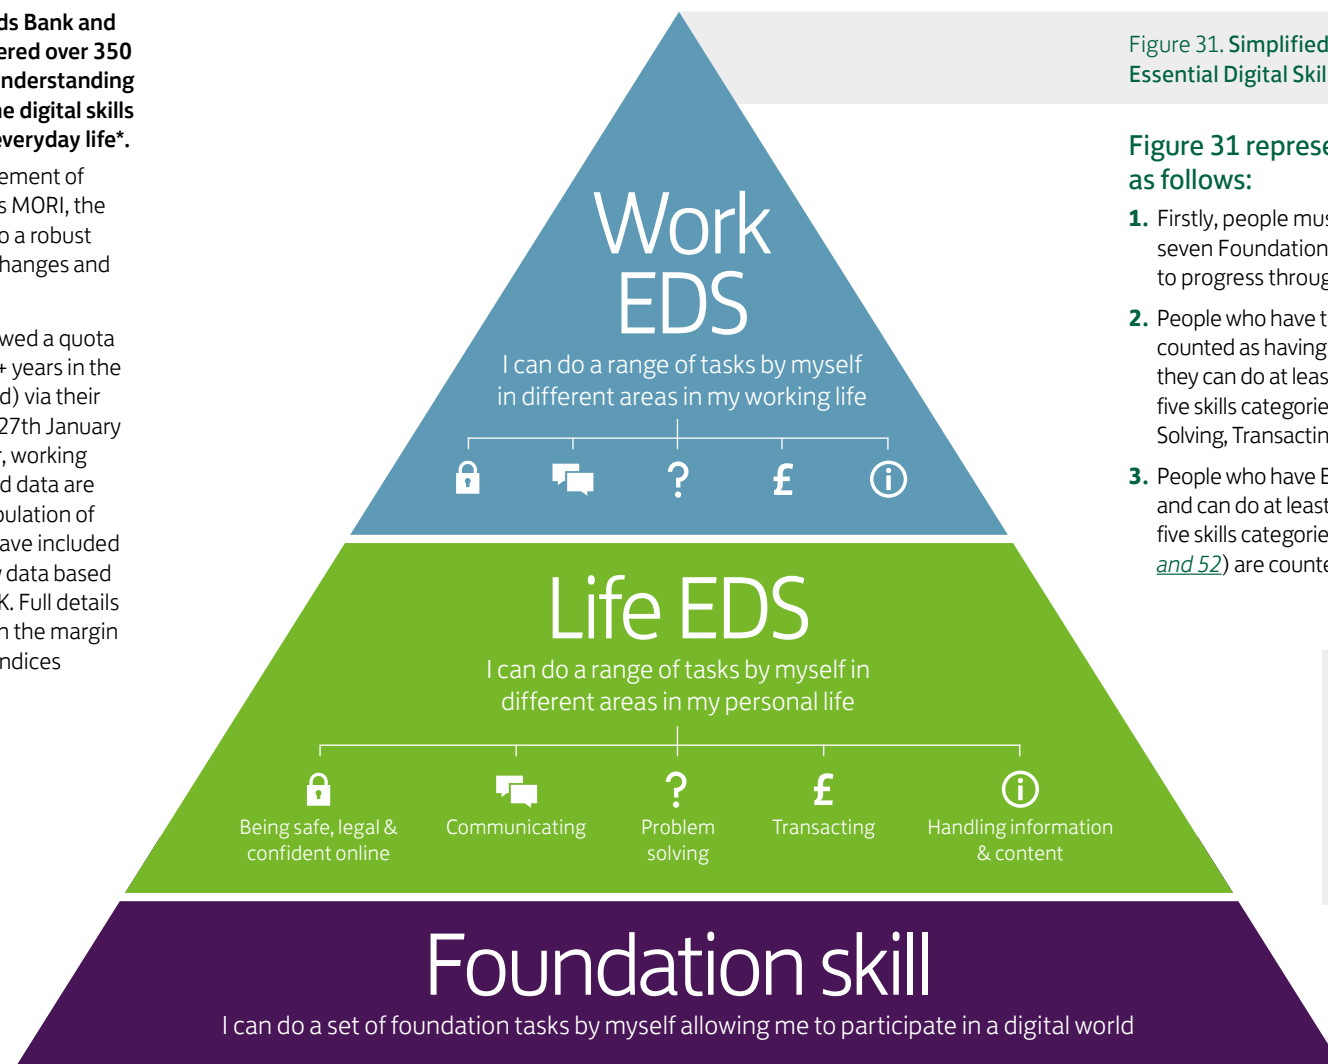 ds Bank and
ered over 350
nderstanding
e digital skills
everyday life*.
ement of
s MORI, the
o a robust
hanges and
wed a quota
+ years in the
d) via their
27th January
, working
d data are
pulation of
ave included
data based
K. Full details
n the margin
ndices
Work
EDS
I can do a range of tasks by myself
in different areas in my working life
?
£
i
Life EDS
I can do a range of tasks by myself in
different areas in my personal life
?
£
i
Being safe, legal &
confident online
Communicating
Problem
solving
Transacting
Handling information
& content
Foundation skill
I can do a set of foundation tasks by myself allowing me to participate in a digital world
Figure 31. Simplified
Essential Digital Skil
Figure 31 represe
as follows:
1. Firstly, people mus
seven Foundation
to progress throug
2. People who have t
counted as having
they can do at leas
five skills categorie
Solving, Transactin
3. People who have E
and can do at least
five skills categorie
and 52) are counte